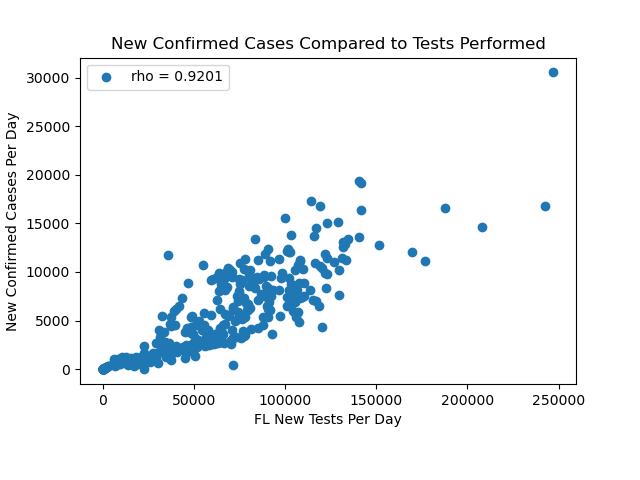 New Confirmed Cases Compared to Tests Performed
rho = 0.9201
New Confirmed Caeses Per Day
30000
25000
20000
15000
10000
5000
0
0 50000 100000 150000 200000 250000
FL New Tests Per Day